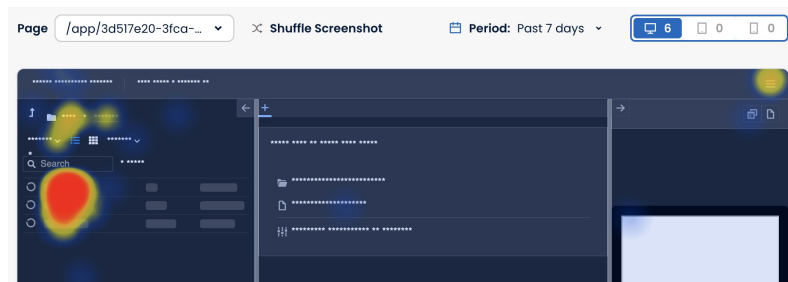 Page /app/3d517e20-3fca-... Shuffle Screenshot Period: Past 7 days 6 0 0
****** ********** ******* **** ***** * ******* **
**** * *******
******* *******
*
Search * *****
***** **** ** ***** **** *****
*************************
********************
********* *********** ** ********